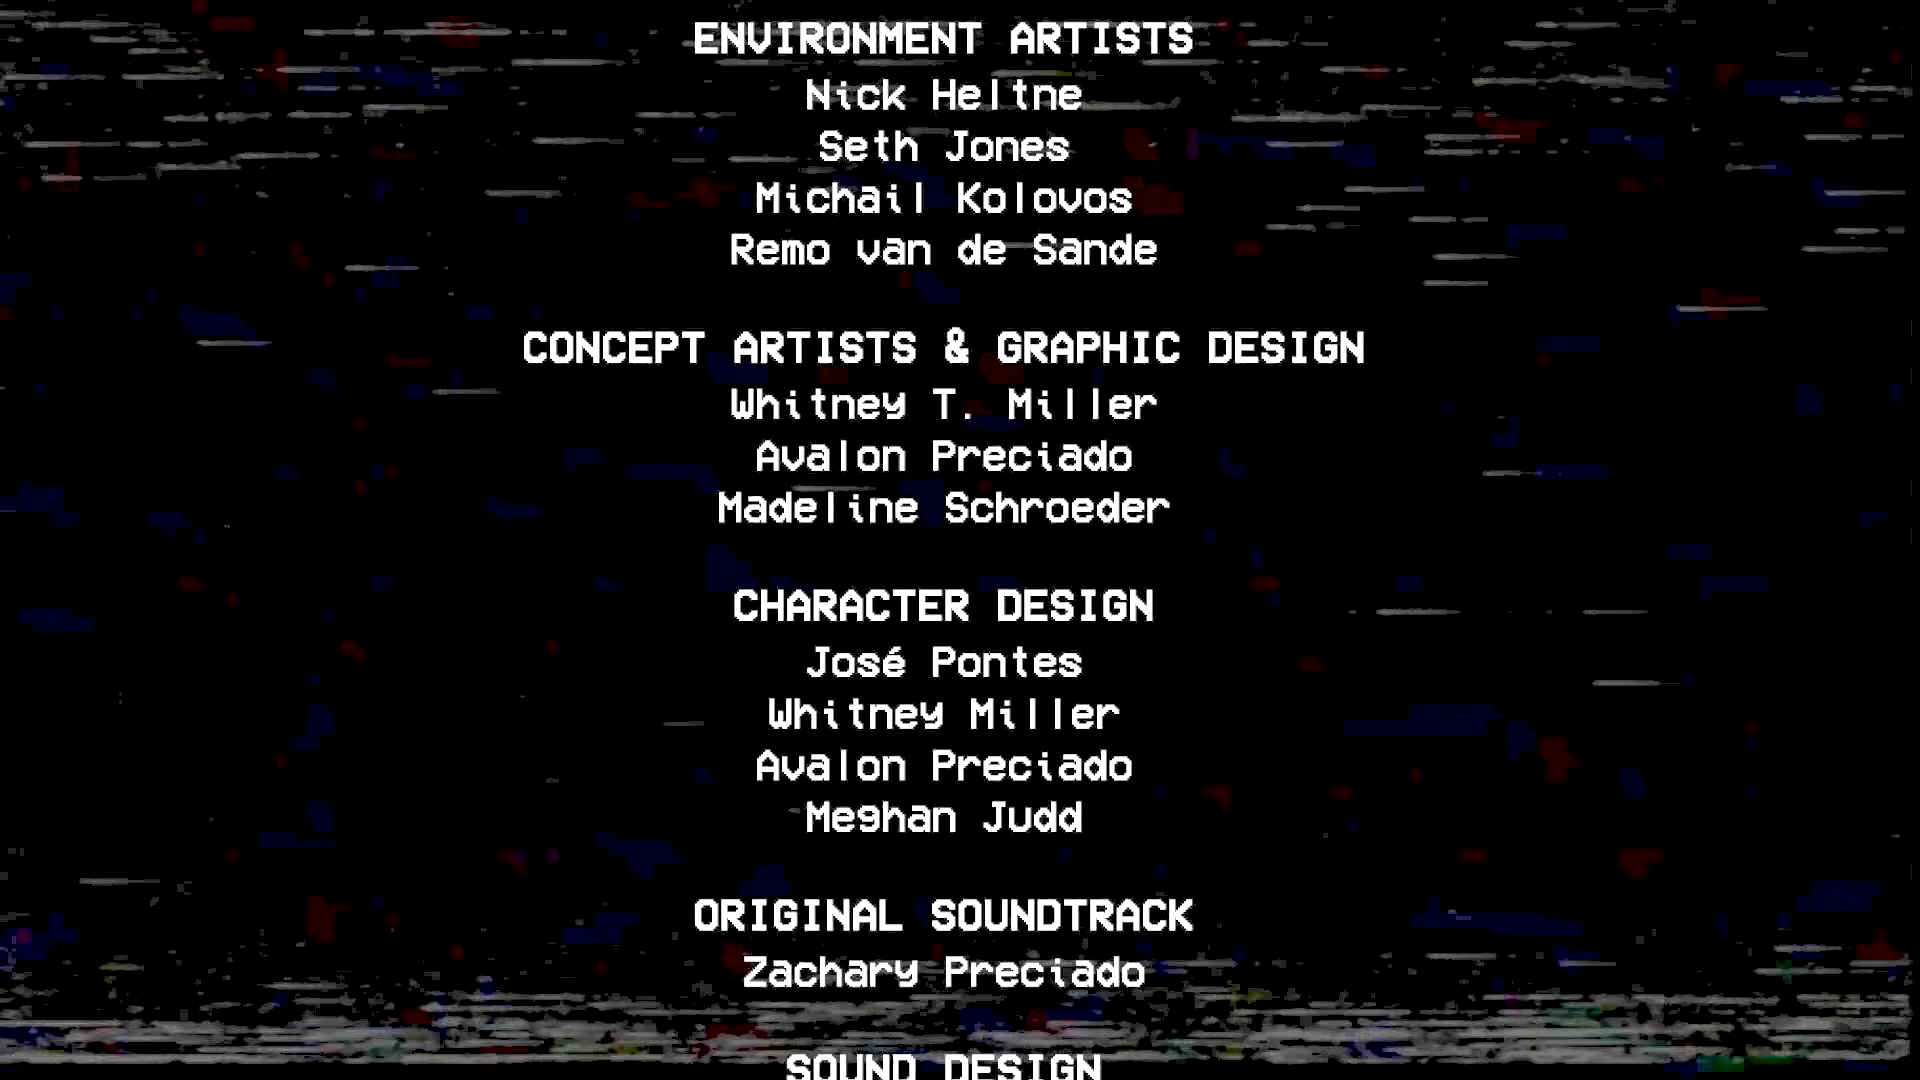 ENVIRONMENT ARTISTS
Nick Heltne
Seth Jones
Michail Kolovos
Remo van de Sande
CONCEPT ARTISTS & GRAPHIC DESIGN
Whitney T. Miller
Avalon Preciado
Madeline Schroeder
CHARACTER DESIGN
José Pontes
Whitney Miller
Avalon Preciado
Meghan Judd
ORIGINAL SOUNDTRACK
Zachary Preciado
SOUND DESIGN